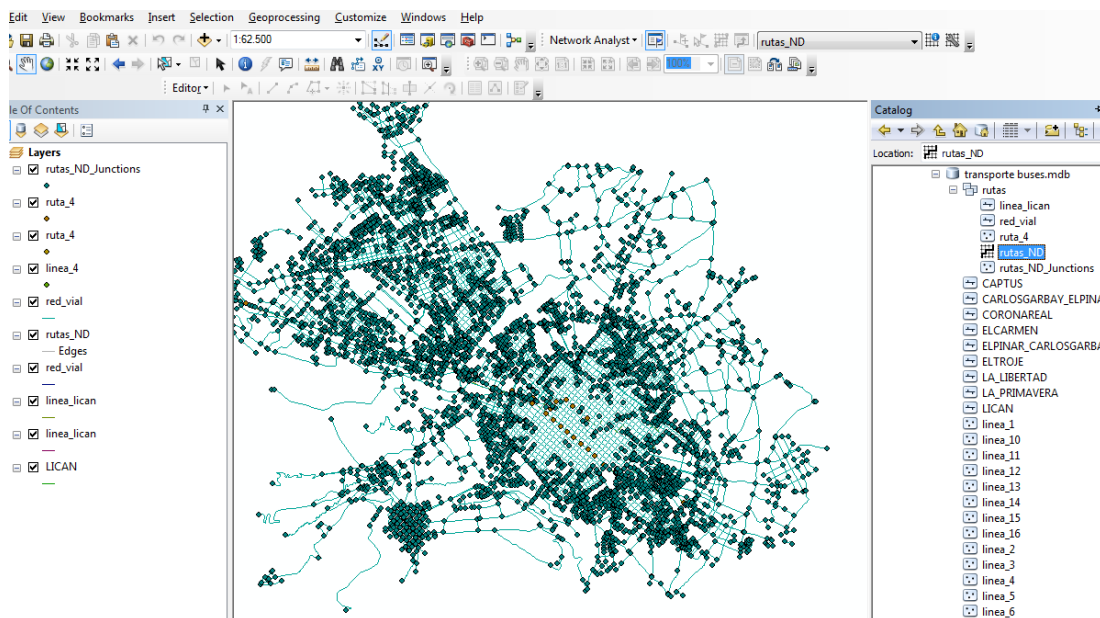 Edit View Bookmarks Insert Selection Geoprocessing Customize Windows Help
1:62.500 Network Analyst rutas_ND
100%
Editor
le Of Contents
Layers
rutas_ND_Junctions
ruta_4
ruta_4
linea_4
red_vial
rutas_ND
Edges
red_vial
linea_lican
linea_lican
LICAN
Catalog
Location: rutas_ND
transporte buses.mdb
rutas
linea_lican
red_vial
ruta_4
rutas_ND
rutas_ND_Junctions
CAPTUS
CARLOSGARBAY_ELPINA
CORONAREAL
ELCARMEN
ELPINAR_CARLOSGARBA
ELTROJE
LA_LIBERTAD
LA_PRIMAVERA
LICAN
linea_1
linea_10
linea_11
linea_12
linea_13
linea_14
linea_15
linea_16
linea_2
linea_3
linea_4
linea_5
linea_6